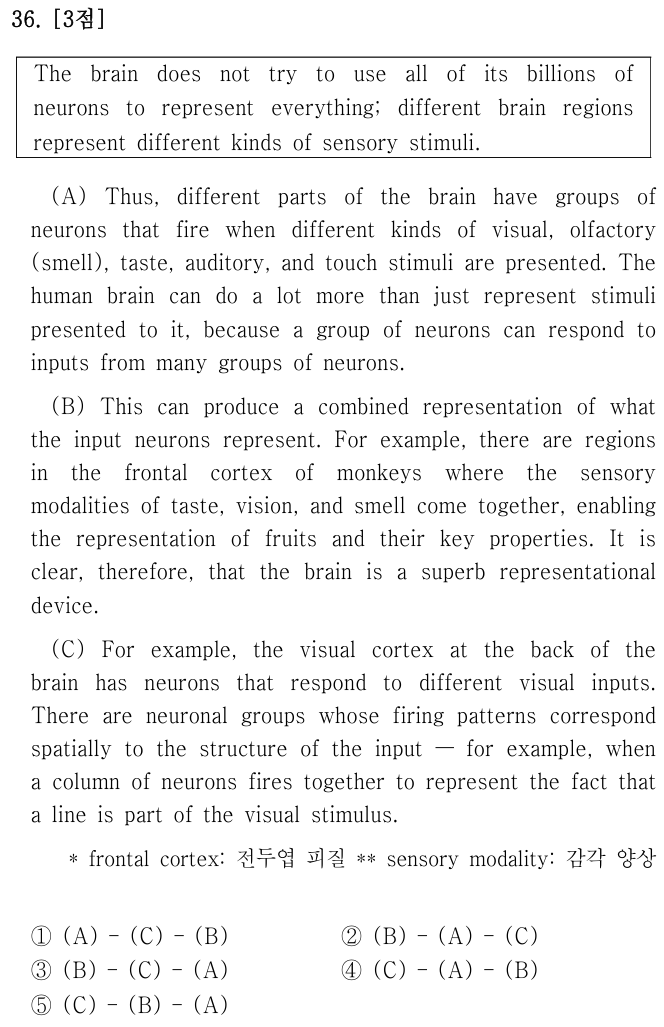 36. [3점]
The brain does not try to use all of its billions of
neurons to represent everything; different brain regions
represent different kinds of sensory stimuli.
(A) Thus, different parts of the brain have groups of
neurons that fire when different kinds of visual, olfactory
(smell), taste, auditory, and touch stimuli are presented. The
human brain can do a lot more than just represent stimuli
presented to it, because a group of neurons can respond to
inputs from many groups of neurons.
(B) This can produce a combined representation of what
the input neurons represent. For example, there are regions
in the frontal cortex of monkeys where the sensory
modalities of taste, vision, and smell come together, enabling
the representation of fruits and their key properties. It is
clear, therefore, that the brain is a superb representational
device.
(C) For example, the visual cortex at the back of the
brain has neurons that respond to different visual inputs.
There are neuronal groups whose firing patterns correspond
spatially to the structure of the input — for example, when
a column of neurons fires together to represent the fact that
a line is part of the visual stimulus.
* frontal cortex: 전두엽 피질 ** sensory modality: 감각 양상
① (A) - (C) - (B) ② (B) - (A) - (C)
③ (B) - (C) - (A) ④ (C) - (A) - (B)
⑤ (C) - (B) - (A)